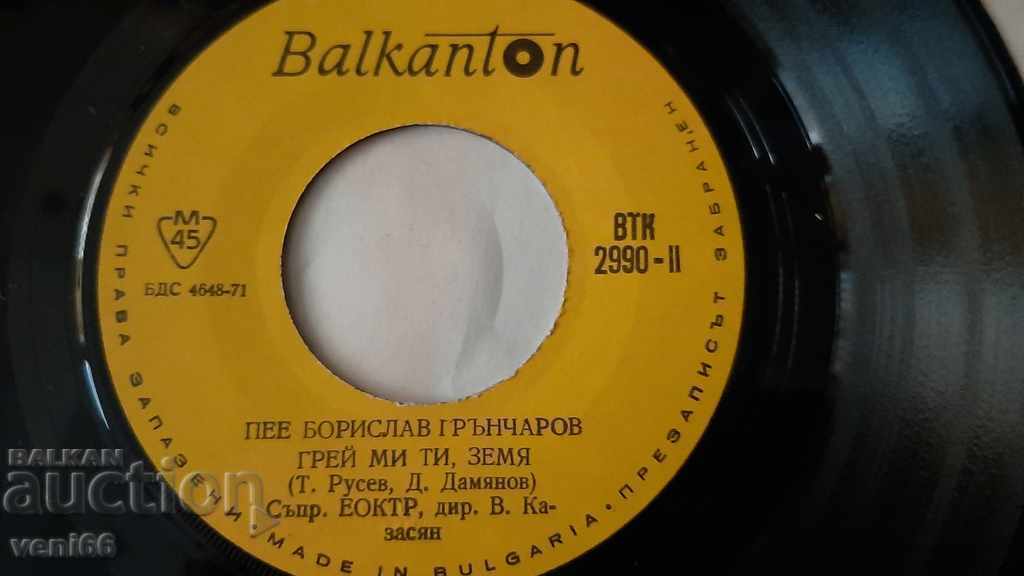 Balkanton
ВСИЧКИ ПРАВА ЗАПАЗЕНИ • MADE IN BULGARIA • ПРЕЗАПИСЪТ ЗАБРАНЕН
М
45
БДС 4648-71
ВТК
2990-II
ПЕЕ БОРИСЛАВ ГРЪНЧАРОВ
ГРЕЙ МИ ТИ, ЗЕМЯ
(Т. Русев, Д. Дамянов)
Съпр. ЕОКТР, дир. В. Ка-
засян
BALKAN
auction
veni66